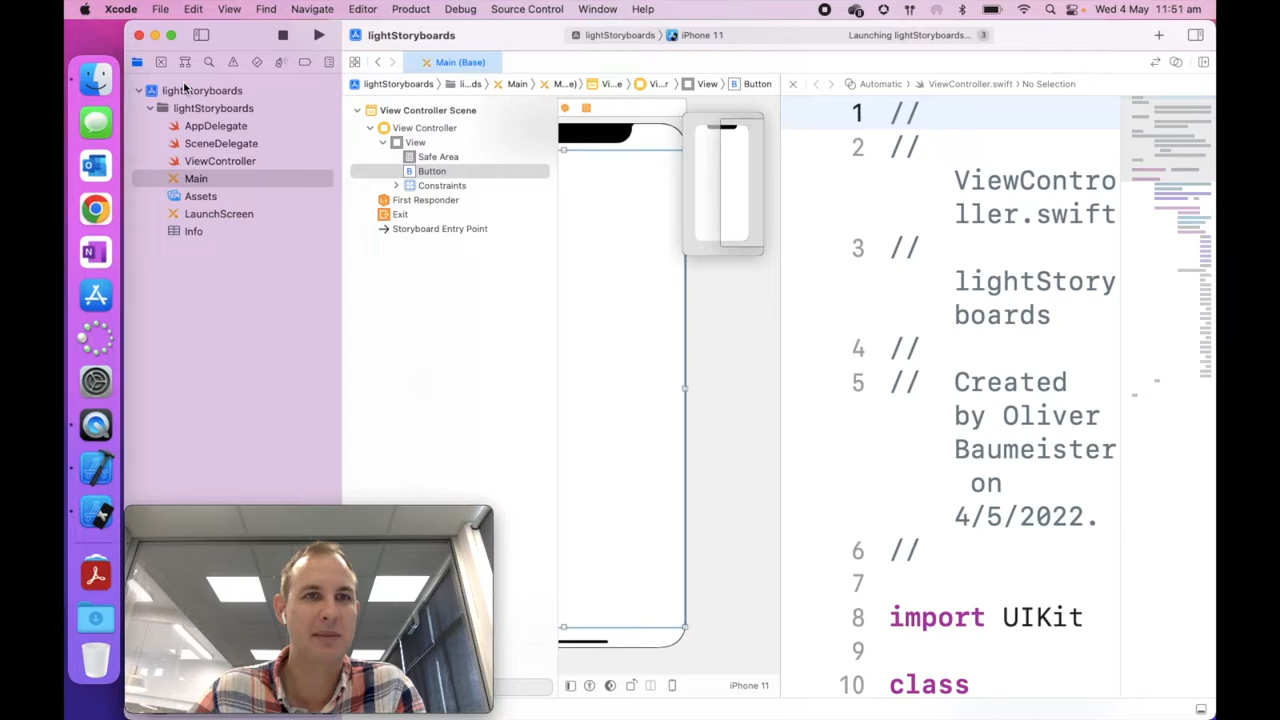 Xcode File Edit View Find Navigate Editor Product Debug Source Control Window Help Wed 4 May 11:51 am
lightStoryboards lightStoryboards iPhone 11 Launching lightStoryboards... 3
Main (Base)
lightStoryboards li...ds Main M...e) Vi...e Vi...r View Button Automatic ViewController.swift No Selection
lightStoryboards
lightStoryboards
AppDelegate
SceneDelegate
ViewController
Main
Assets
LaunchScreen
Info
View Controller Scene
View Controller
View
Safe Area
B Button
Constraints
First Responder
Exit
Storyboard Entry Point
iPhone 11
1 //
2 //
ViewContro
ller.swift
3 //
lightStory
boards
4 //
5 // Created
by Oliver
Baumeister
on
4/5/2022.
6 //
7
8 import UIKit
9
10 class